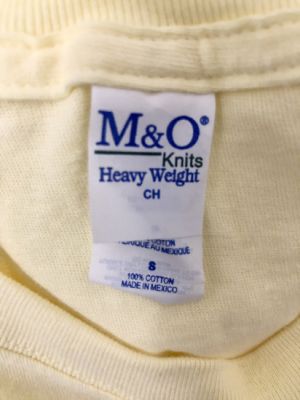 M&O®
Knits
Heavy Weight
CH
S
100% COTTON
MADE IN MEXICO